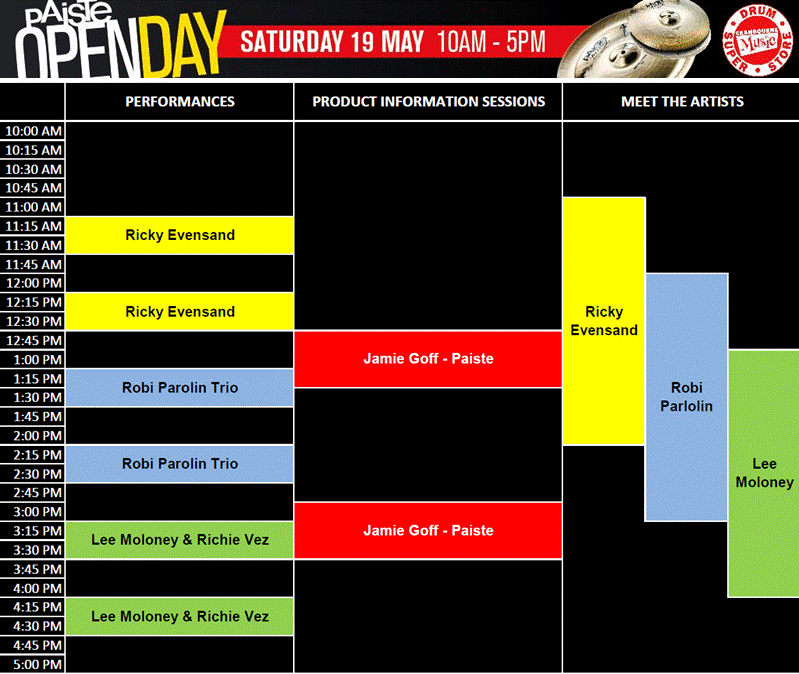 PAiSTe
OPENDAY
SATURDAY 19 MAY 10AM - 5PM
DRUM
CRANBOURNE
Music
SUPER STORE
PERFORMANCES PRODUCT INFORMATION SESSIONS MEET THE ARTISTS
10:00 AM
10:15 AM
10:30 AM
10:45 AM
11:00 AM
11:15 AM
Ricky Evensand
11:30 AM
11:45 AM
12:00 PM
12:15 PM
Ricky Evensand
Ricky
Evensand
12:30 PM
12:45 PM
1:00 PM
Jamie Goff - Paiste
1:15 PM
Robi Parolin Trio
Robi
Parlolin
1:30 PM
1:45 PM
2:00 PM
2:15 PM
Robi Parolin Trio
Lee
Moloney
2:30 PM
2:45 PM
3:00 PM
3:15 PM
Jamie Goff - Paiste
Lee Moloney & Richie Vez
3:30 PM
3:45 PM
4:00 PM
4:15 PM
Lee Moloney & Richie Vez
4:30 PM
4:45 PM
5:00 PM